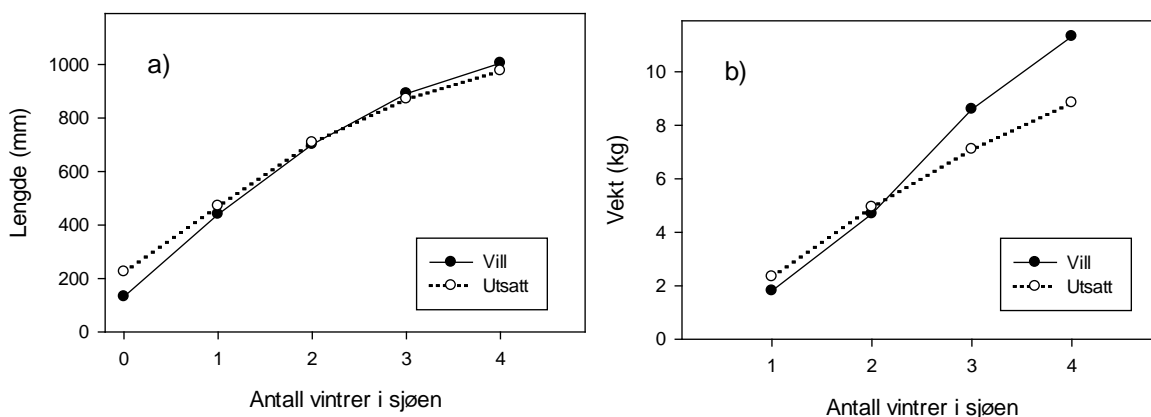 a)
Lengde (mm)
1000
800
600
400
200
0
0 1 2 3 4
Antall vintrer i sjøen
Vill
Utsatt
b)
Vekt (kg)
10
8
6
4
2
0
1 2 3 4
Antall vintrer i sjøen
Vill
Utsatt